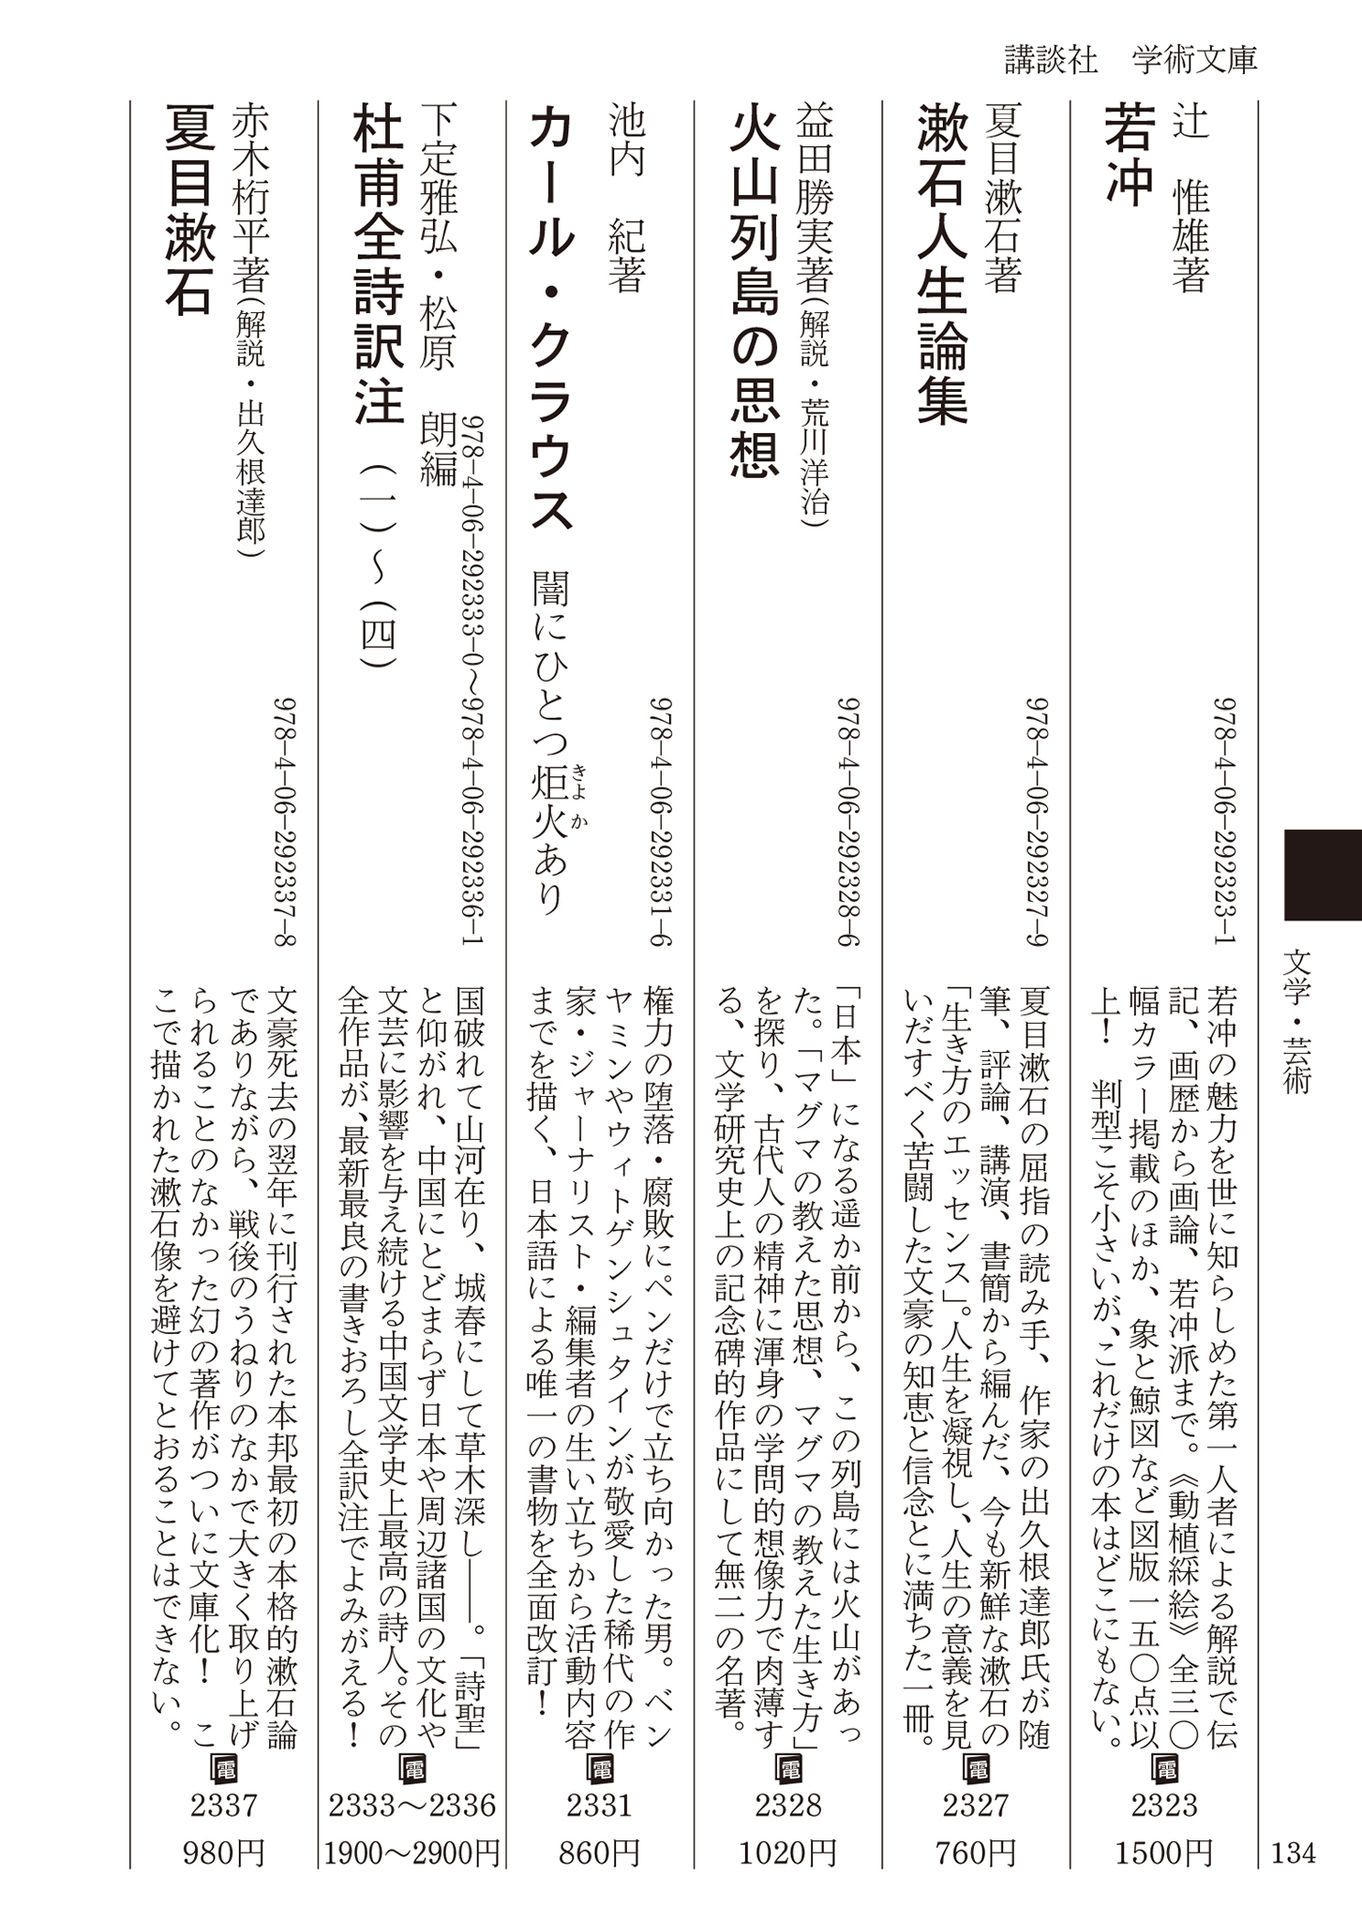 講談社　学術文庫
文学・芸術
134
辻　惟雄著
若冲
978-4-06-292323-1
若冲の魅力を世に知らしめた第一人者による解説で伝
記、画歴から画論、若冲派まで。《動植綵絵》全三〇
幅カラー掲載のほか、象と鯨図など図版一五〇点以
上！　判型こそ小さいが、これだけの本はどこにもない。
電
2323
1500円
夏目漱石著
漱石人生論集
978-4-06-292327-9
夏目漱石の屈指の読み手、作家の出久根達郎氏が随
筆、評論、講演、書簡から編んだ、今も新鮮な漱石の
「生き方のエッセンス」。人生を凝視し、人生の意義を見
いだすべく苦闘した文豪の知恵と信念とに満ちた一冊。
電
2327
760円
益田勝実著（解説・荒川洋治）
火山列島の思想
978-4-06-292328-6
「日本」になる遥か前から、この列島には火山があっ
た。「マグマの教えた思想、マグマの教えた生き方」
を探り、古代人の精神に渾身の学問的想像力で肉薄す
る、文学研究史上の記念碑的作品にして無二の名著。
電
2328
1020円
池内　紀著
カール・クラウス　闇にひとつ炬火あり
きよか
978-4-06-292331-6
権力の堕落・腐敗にペンだけで立ち向かった男。ベン
ヤミンやウィトゲンシュタインが敬愛した稀代の作
家・ジャーナリスト・編集者の生い立ちから活動内容
までを描く、日本語による唯一の書物を全面改訂！
電
2331
860円
下定雅弘・松原　朗編
杜甫全詩訳注　（一）〜（四）
978-4-06-292333-0〜978-4-06-292336-1
国破れて山河在り、城春にして草木深し――。「詩聖」
と仰がれ、中国にとどまらず日本や周辺諸国の文化や
文芸に影響を与え続ける中国文学史上最高の詩人。その
全作品が、最新最良の書きおろし全訳注でよみがえる！
電
2333〜2336
1900〜2900円
赤木桁平著（解説・出久根達郎）
夏目漱石
978-4-06-292337-8
文豪死去の翌年に刊行された本邦最初の本格的漱石論
でありながら、戦後のうねりのなかで大きく取り上げ
られることのなかった幻の著作がついに文庫化！　こ
こで描かれた漱石像を避けてとおることはできない。
電
2337
980円